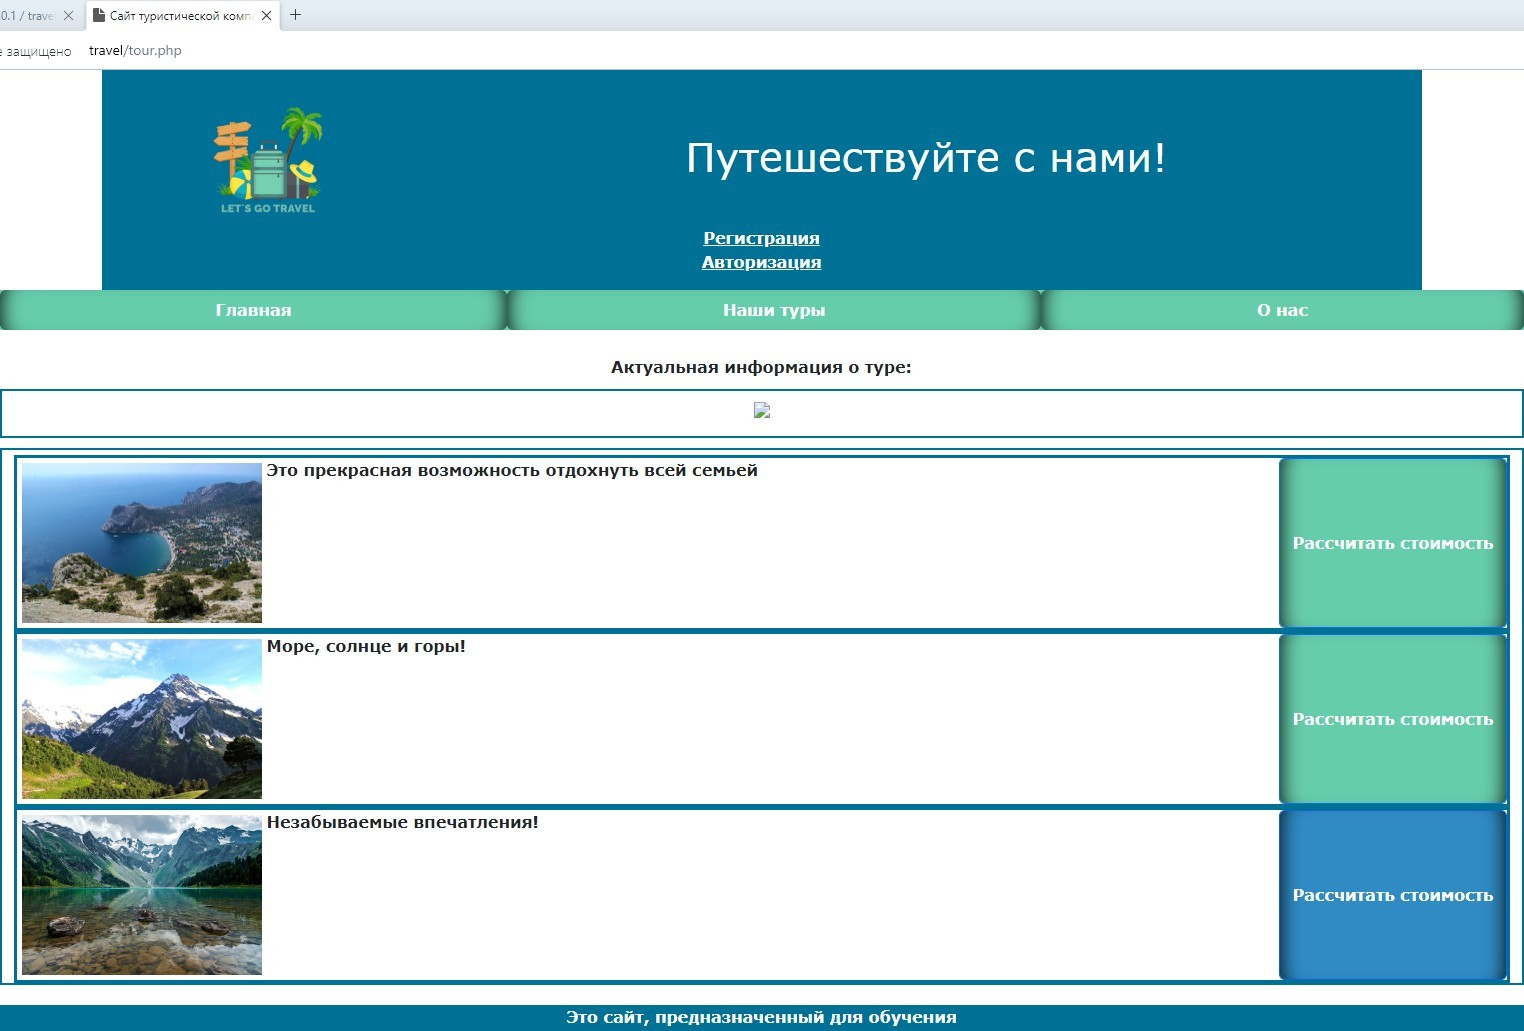 0.1 / trave
Сайт туристической комп
защищено travel/tour.php
LET'S GO TRAVEL
Путешествуйте с нами!
Регистрация
Авторизация
Главная
Наши туры
О нас
Актуальная информация о туре:
Это прекрасная возможность отдохнуть всей семьей
Рассчитать стоимость
Море, солнце и горы!
Рассчитать стоимость
Незабываемые впечатления!
Рассчитать стоимость
Это сайт, предназначенный для обучения